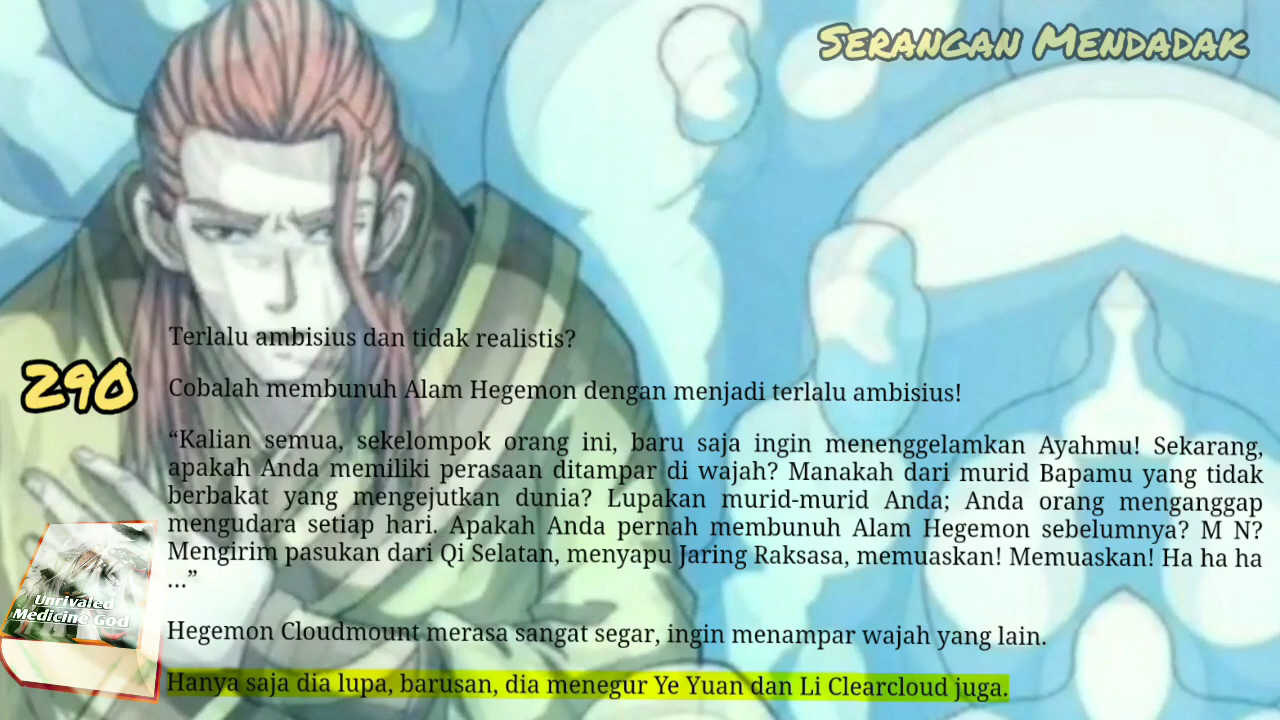 Serangan Mendadak
Terlalu ambisius dan tidak realistis?
290
Cobalah membunuh Alam Hegemon dengan menjadi terlalu ambisius!
“Kalian semua, sekelompok orang ini, baru saja ingin menenggelamkan Ayahmu! Sekarang,
apakah Anda memiliki perasaan ditampar di wajah? Manakah dari murid Bapamu yang tidak
berbakat yang mengejutkan dunia? Lupakan murid-murid Anda; Anda orang menganggap
mengudara setiap hari. Apakah Anda pernah membunuh Alam Hegemon sebelumnya? M N?
Mengirim pasukan dari Qi Selatan, menyapu Jaring Raksasa, memuaskan! Memuaskan! Ha ha ha
...”
Unrivaled
Medicine God
Hegemon Cloudmount merasa sangat segar, ingin menampar wajah yang lain.
Hanya saja dia lupa, barusan, dia menegur Ye Yuan dan Li Clearcloud juga.